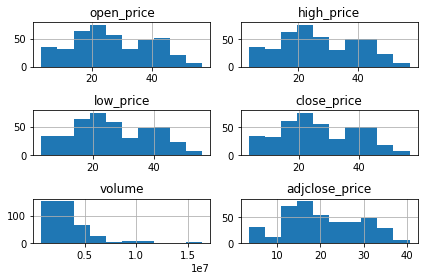 open_price high_price
50 50
0 0
20 40 20 40
low_price close_price
50 50
0 0
20 40 20 40
volume adjclose_price
100 50
0 0
0.5 1.0 1.5 10 20 30 40
1e7